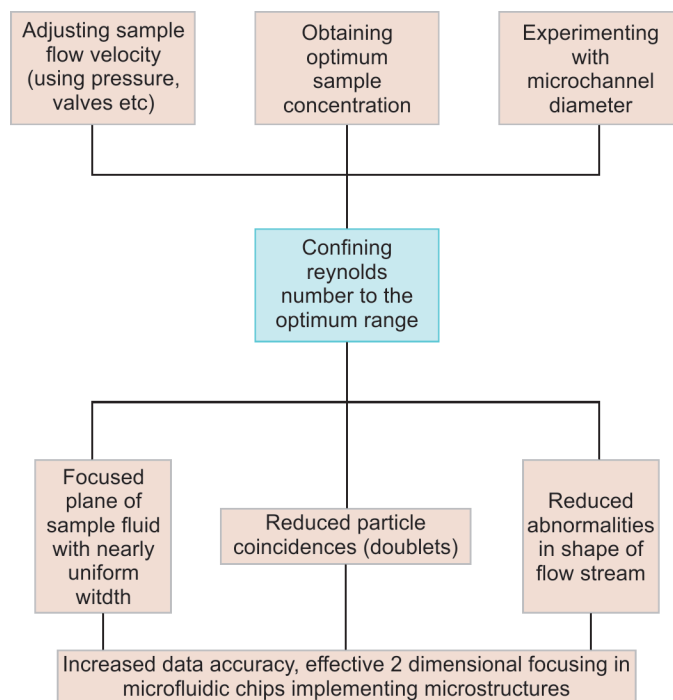 Adjusting sample
flow velocity
(using pressure,
valves etc)
Obtaining
optimum
sample
concentration
Experimenting
with
microchannel
diameter
Confining
reynolds
number to the
optimum range
Focused
plane of
sample fluid
with nearly
uniform
witdth
Reduced particle
coincidences (doublets)
Reduced
abnormalities
in shape of
flow stream
Increased data accuracy, effective 2 dimensional focusing in
microfluidic chips implementing microstructures